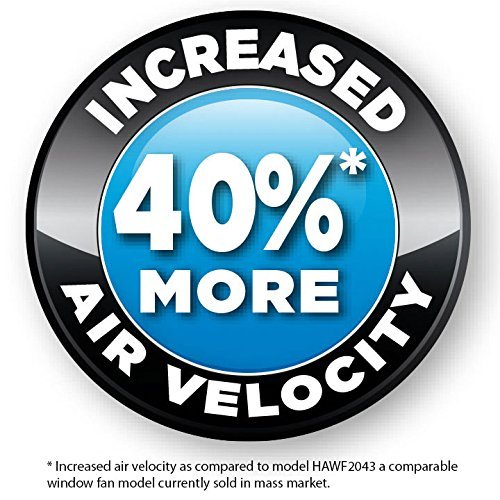 INCREASED
40%*
MORE
AIR VELOCITY
* Increased air velocity as compared to model HAWF2043 a comparable
window fan model currently sold in mass market.